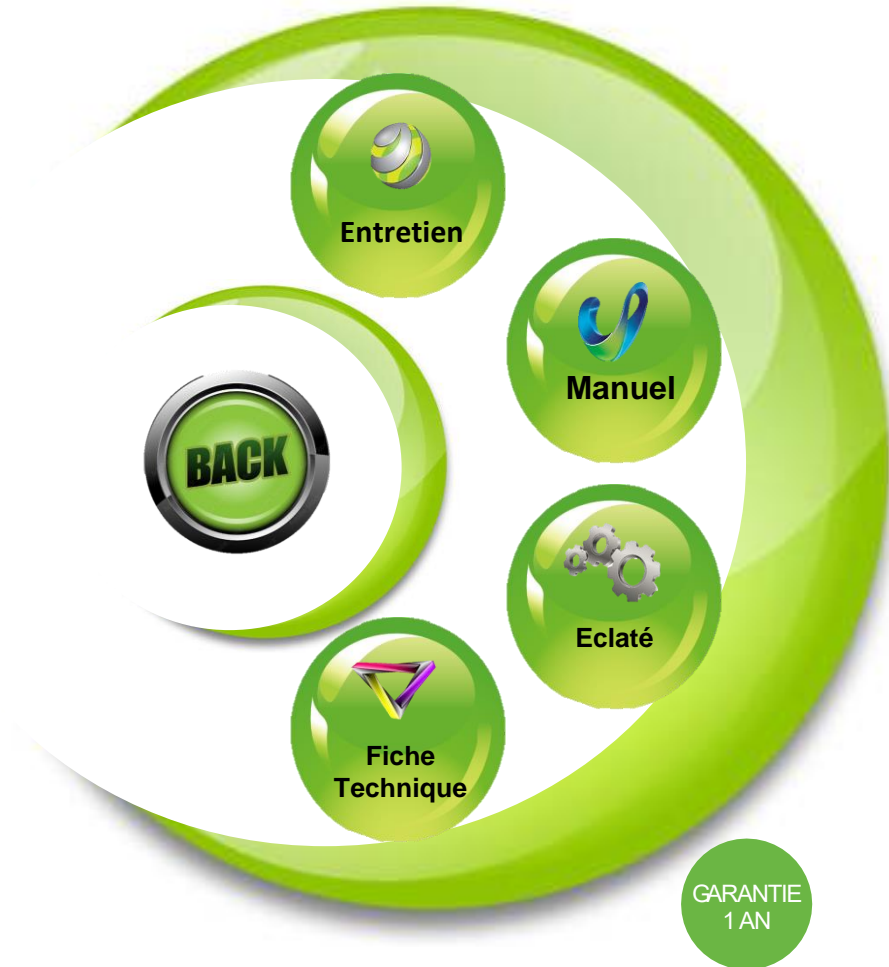 Entretien
Manuel
BACK
Eclaté
Fiche
Technique
GARANTIE
1 AN